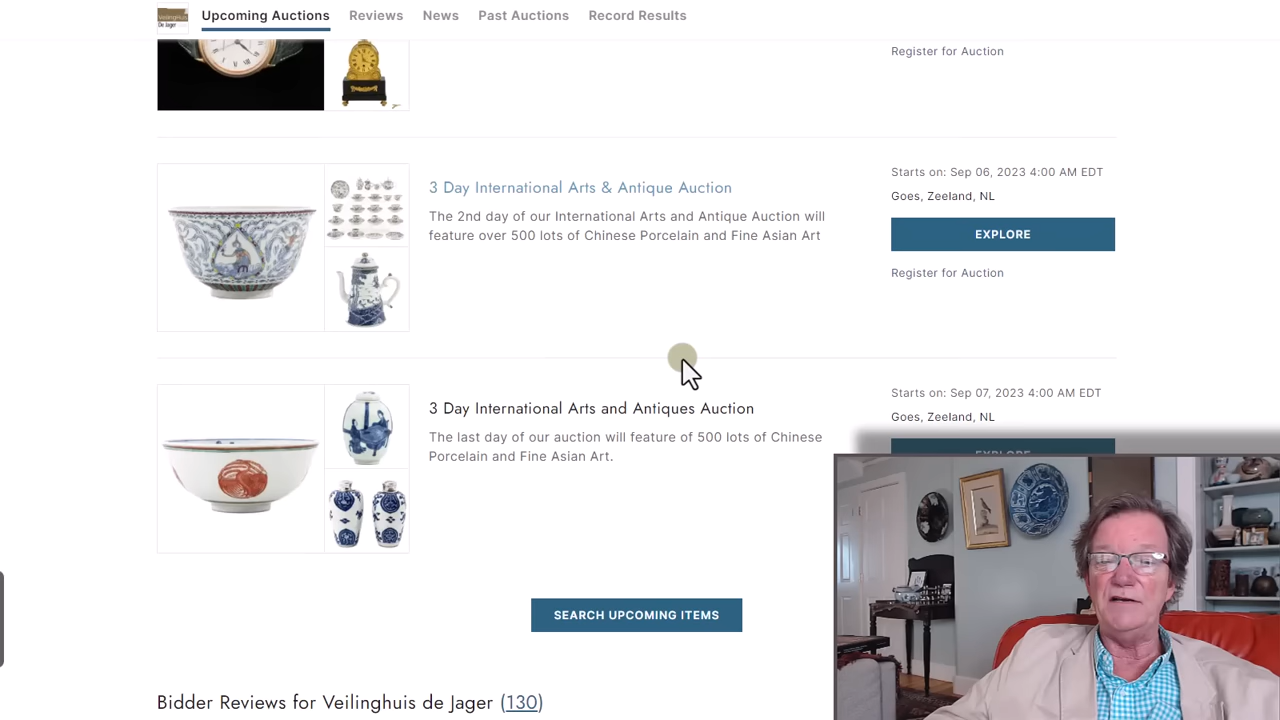 Upcoming Auctions
Reviews
News
Past Auctions
Record Results
De Jager
Register for Auction
3 Day International Arts & Antique Auction
The 2nd day of our International Arts and Antique Auction will
feature over 500 lots of Chinese Porcelain and Fine Asian Art
Starts on: Sep 06, 2023 4:00 AM EDT
Goes, Zeeland, NL
EXPLORE
Register for Auction
3 Day International Arts and Antiques Auction
The last day of our auction will feature of 500 lots of Chinese
Porcelain and Fine Asian Art.
Starts on: Sep 07, 2023 4:00 AM EDT
Goes, Zeeland, NL
EXPLORE
SEARCH UPCOMING ITEMS
Bidder Reviews for Veilinghuis de Jager (130)